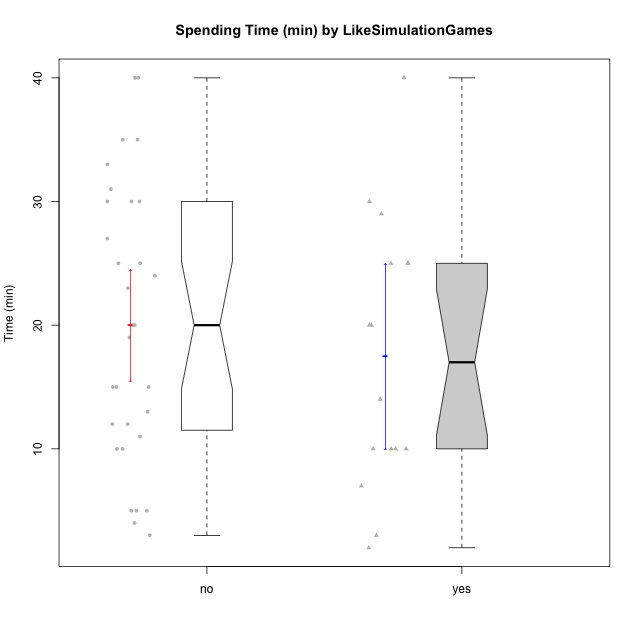 Spending Time (min) by LikeSimulationGames
40
30
20
10
Time (min)
no
yes